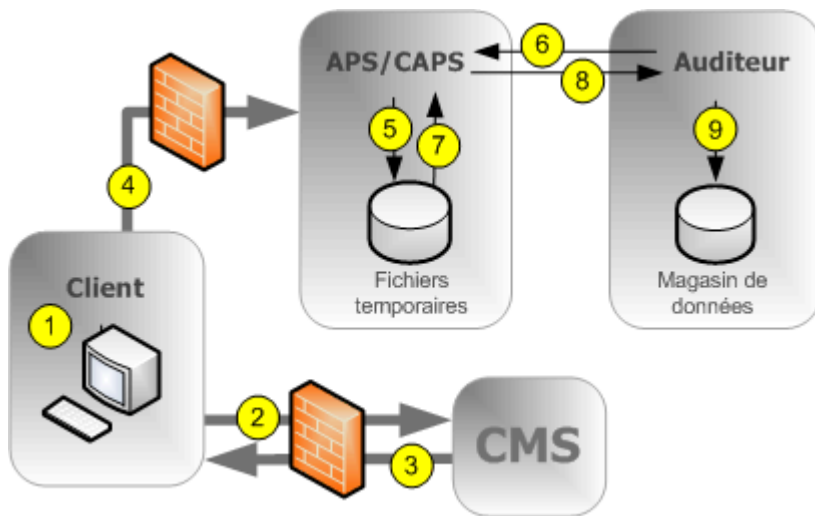 APS/CAPS
6
8
Auditeur
5
7
9
4
Fichiers
temporaires
Magasin de
données
Client
1
2
3
CMS